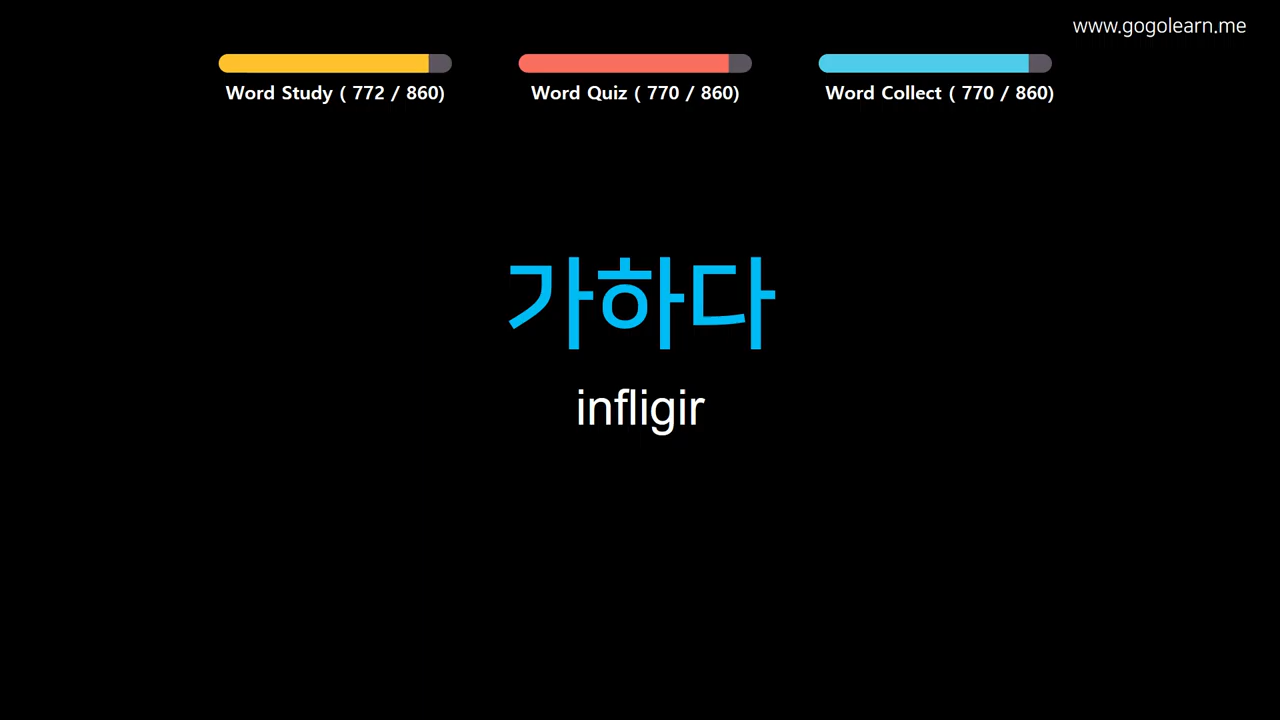 www.gogolearn.me
Word Study ( 772 / 860)
Word Quiz ( 770 / 860)
Word Collect ( 770 / 860)
가하다
infligir